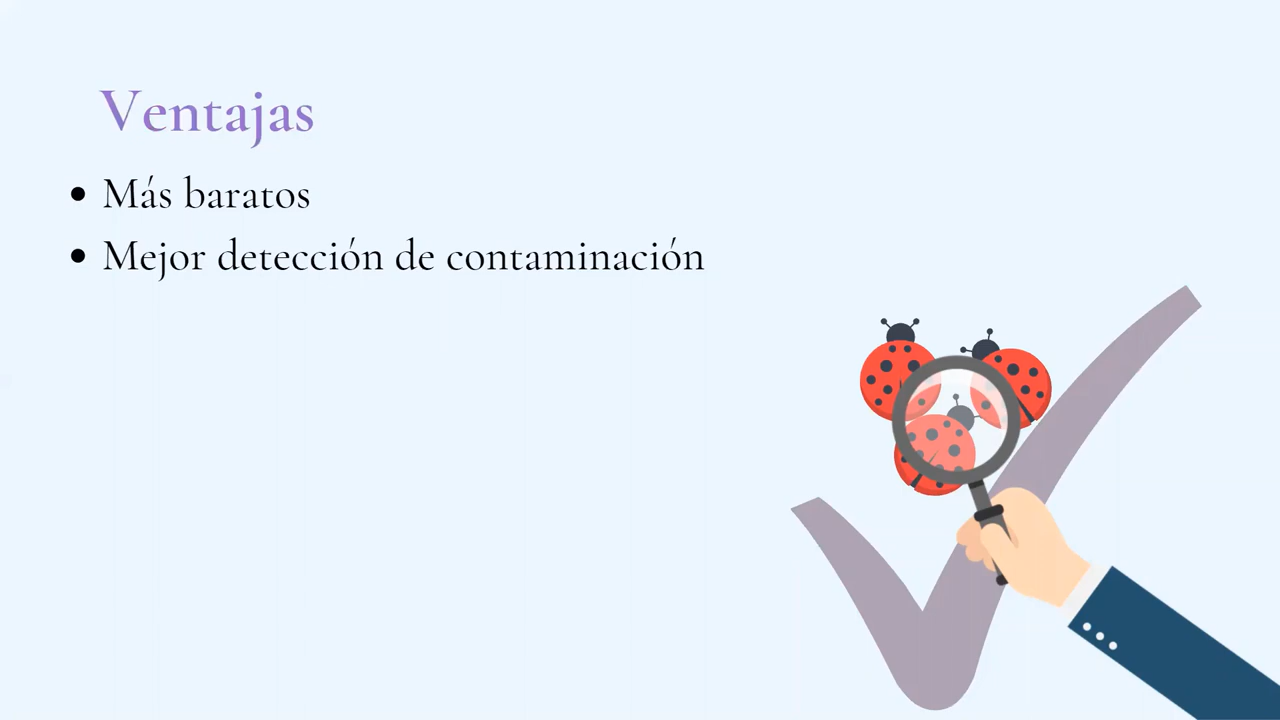 Ventajas
• Más baratos
• Mejor detección de contaminación